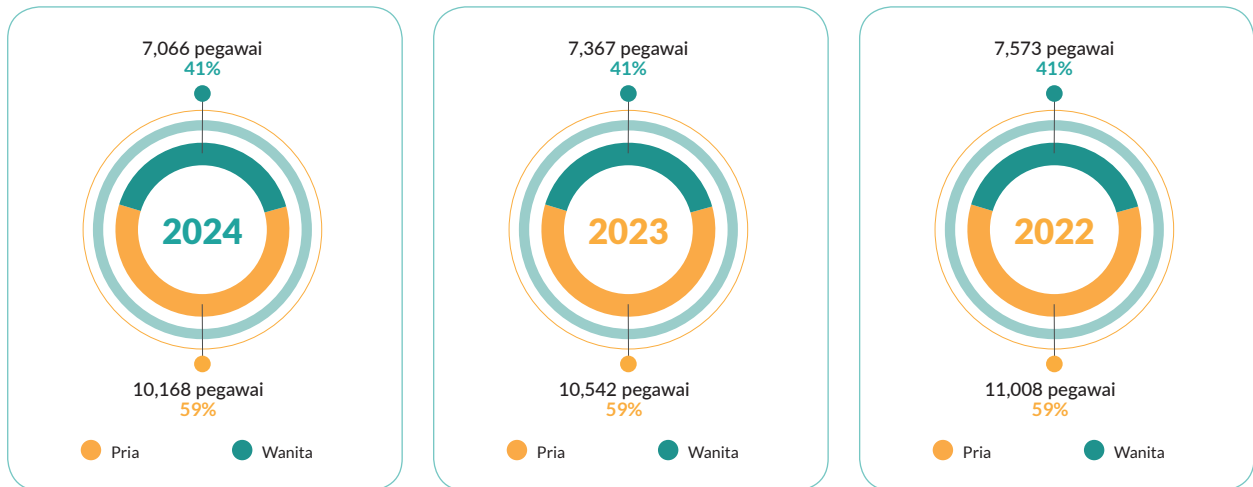 7,066 pegawai
41%
2024
10,168 pegawai
59%
Pria
Wanita
7,367 pegawai
41%
2023
10,542 pegawai
59%
Pria
Wanita
7,573 pegawai
41%
2022
11,008 pegawai
59%
Pria
Wanita